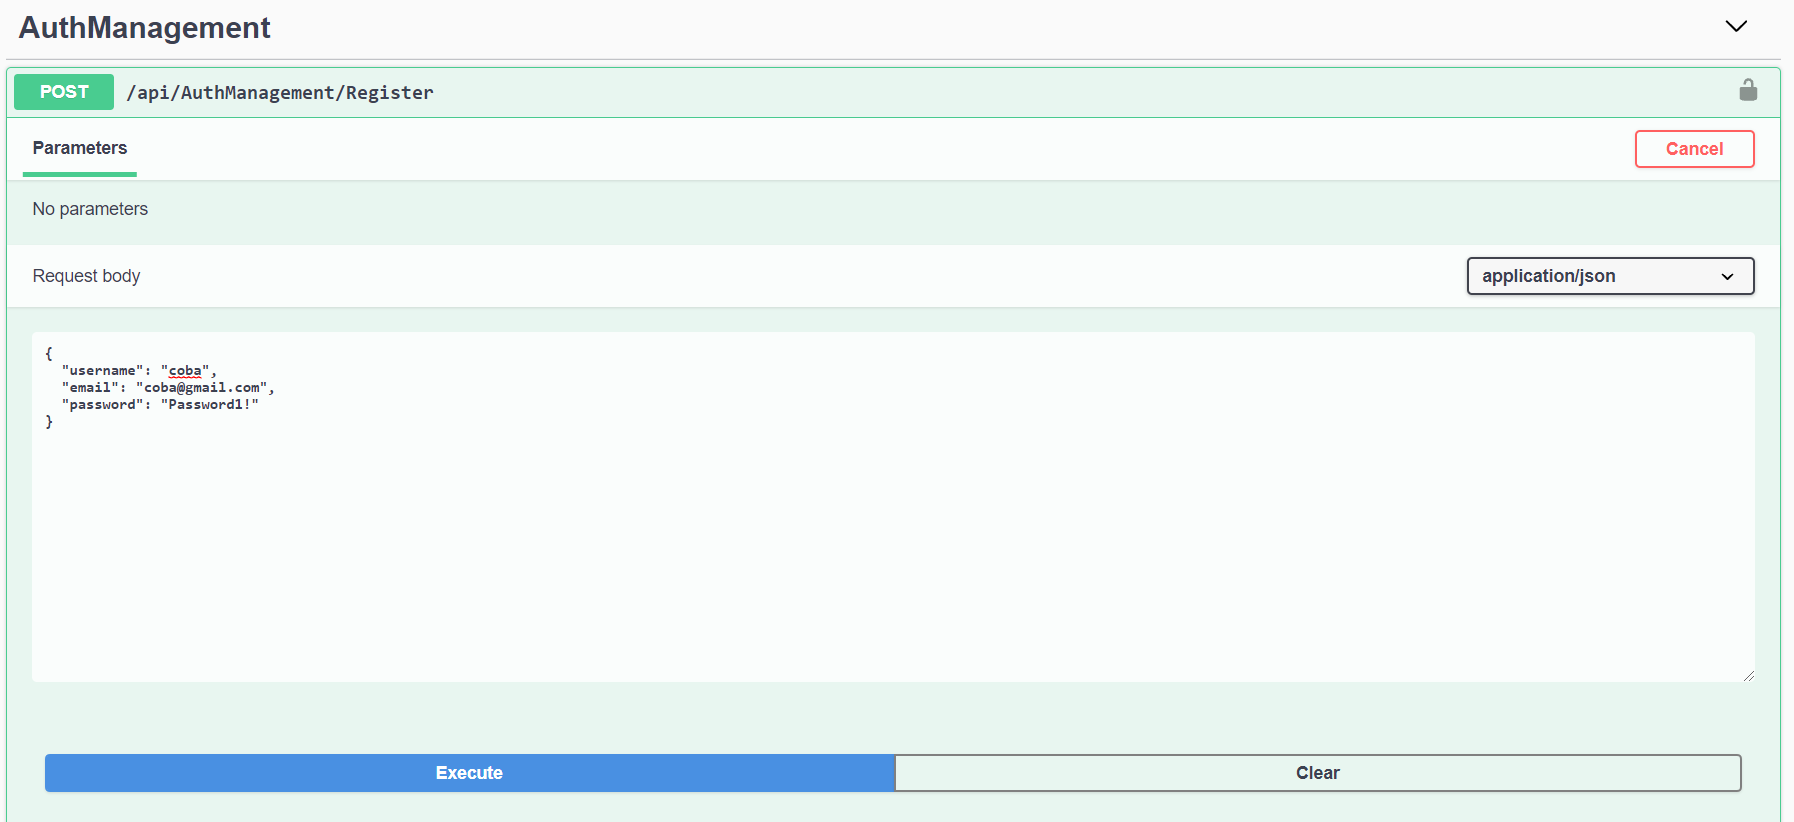 AuthManagement
POST /api/AuthManagement/Register
Parameters
Cancel
No parameters
Request body
application/json
{
  "username": "coba",
  "email": "coba@gmail.com",
  "password": "Password1!"
}
Execute
Clear